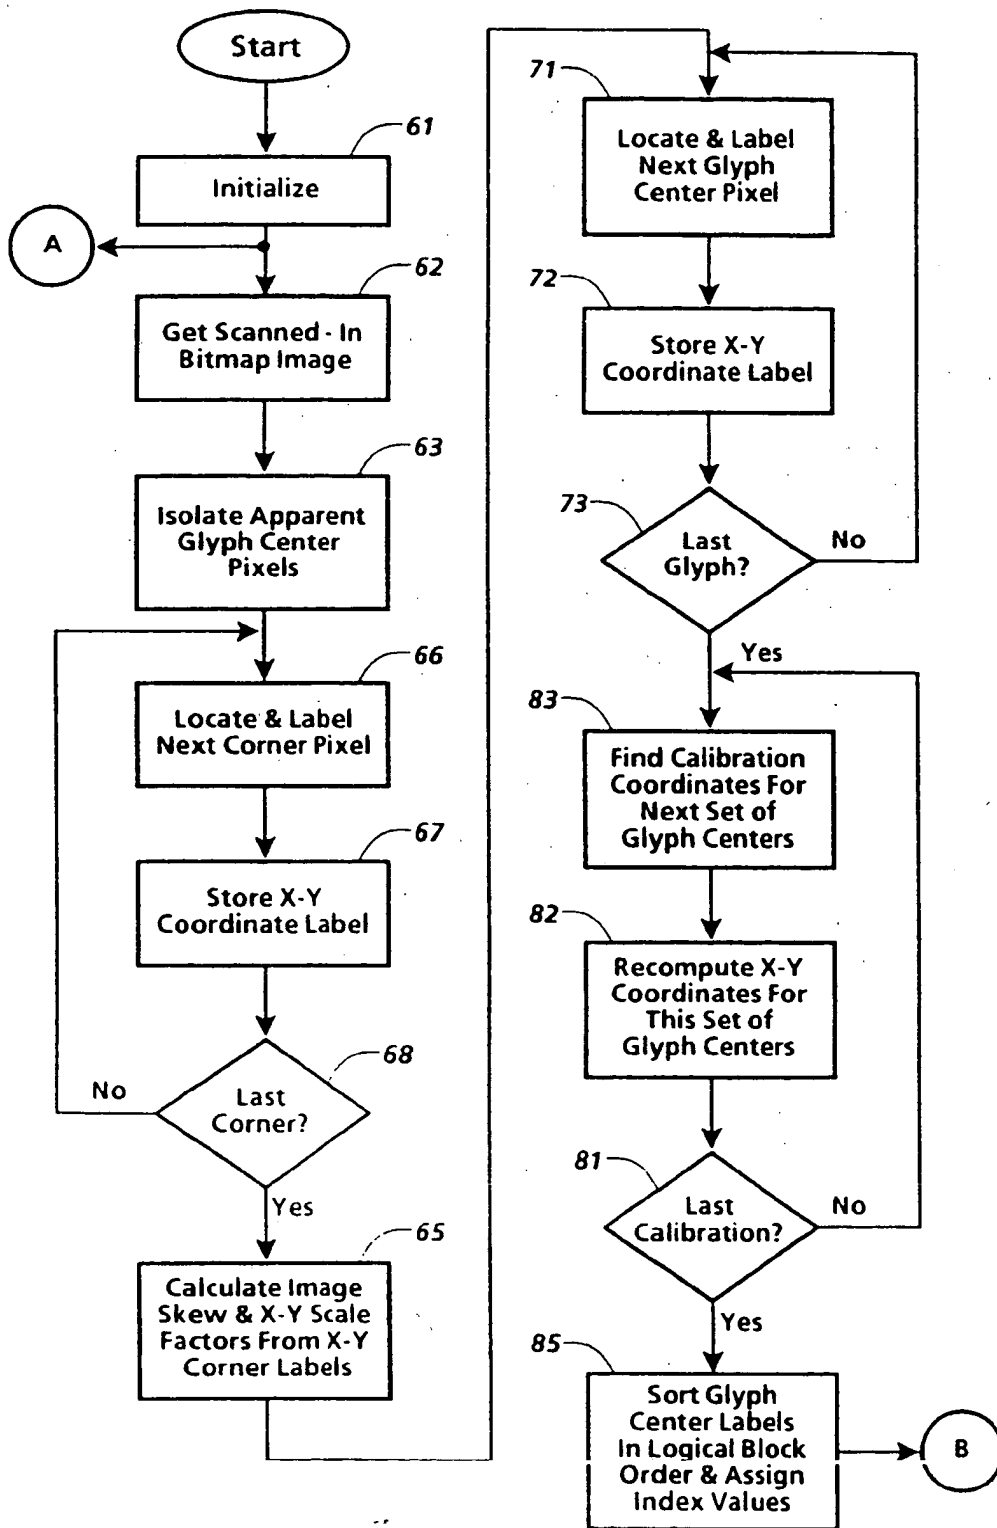 Start
61
Initialize
A
62
Get Scanned - In
Bitmap Image
63
Isolate Apparent
Glyph Center
Pixels
66
Locate & Label
Next Corner Pixel
67
Store X-Y
Coordinate Label
68
Last
Corner?
No
Yes
65
Calculate Image
Skew & X-Y Scale
Factors From X-Y
Corner Labels
71
Locate & Label
Next Glyph
Center Pixel
72
Store X-Y
Coordinate Label
73
Last
Glyph?
No
Yes
83
Find Calibration
Coordinates For
Next Set of
Glyph Centers
82
Recompute X-Y
Coordinates For
This Set of
Glyph Centers
81
Last
Calibration?
No
Yes
85
Sort Glyph
Center Labels
In Logical Block
Order & Assign
Index Values
B